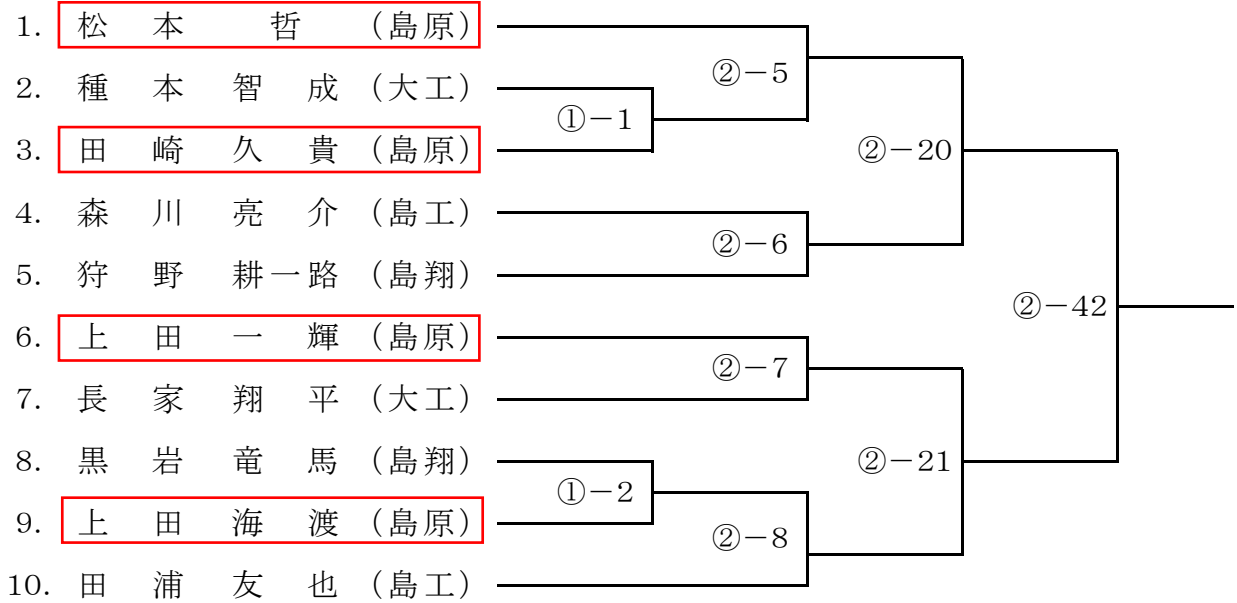 1. 松本 哲 (島原)
②－5
2. 種本智成 (大工)
①－1
3. 田崎久貴 (島原)
②－20
4. 森川亮介 (島工)
②－6
5. 狩野耕一路 (島翔)
②－42
6. 上田一輝 (島原)
②－7
7. 長家翔平 (大工)
8. 黒岩竜馬 (島翔)
②－21
①－2
9. 上田海渡 (島原)
②－8
10. 田浦友也 (島工)